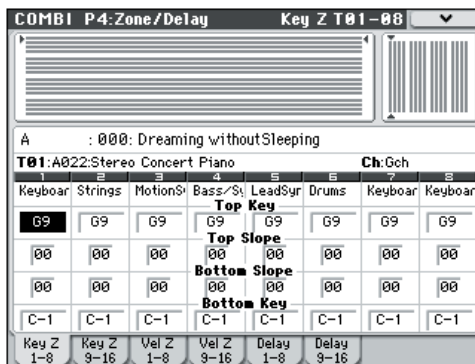 COMBI P4:Zone/Delay Key Z T01-08
A :000: Dreaming withoutSleeping
T01:A022:Stereo Concert Piano Ch:Gch
1 2 3 4 5 6 7 8
Keyboar Strings MotionS Bass/Sy LeadSyr Drums Keyboar Keyboar
Top Key
G9 G9 G9 G9 G9 G9 G9 G9
Top Slope
00 00 00 00 00 00 00 00
Bottom Slope
00 00 00 00 00 00 00 00
Bottom Key
C-1 C-1 C-1 C-1 C-1 C-1 C-1 C-1
Key Z 1-8 Key Z 9-16 Vel Z 1-8 Vel Z 9-16 Delay 1-8 Delay 9-16